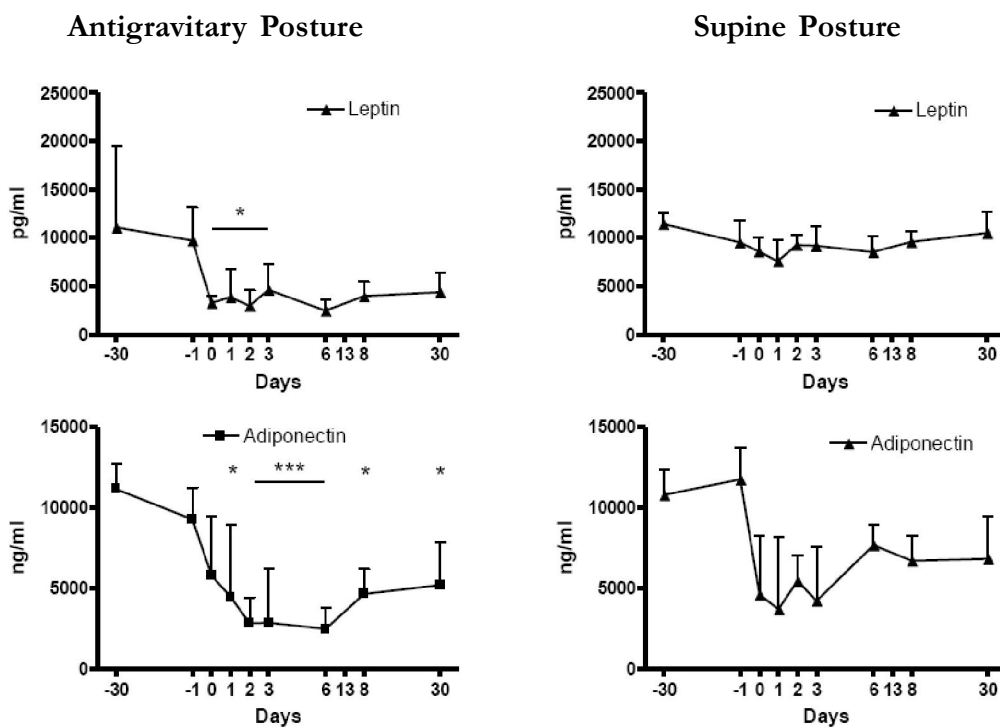 Antigravitary Posture
Supine Posture
25000
20000
15000
10000
5000
0
pg/ml
Leptin
*
-30 -1 0 1 2 3 6 13 8 30
Days
25000
20000
15000
10000
5000
0
pg/ml
Leptin
-30 -1 0 1 2 3 6 13 8 30
Days
15000
10000
5000
0
ng/ml
Adiponectin
* *** * *
-30 -1 0 1 2 3 6 13 8 30
Days
15000
10000
5000
0
ng/ml
Adiponectin
-30 -1 0 1 2 3 6 13 8 30
Days